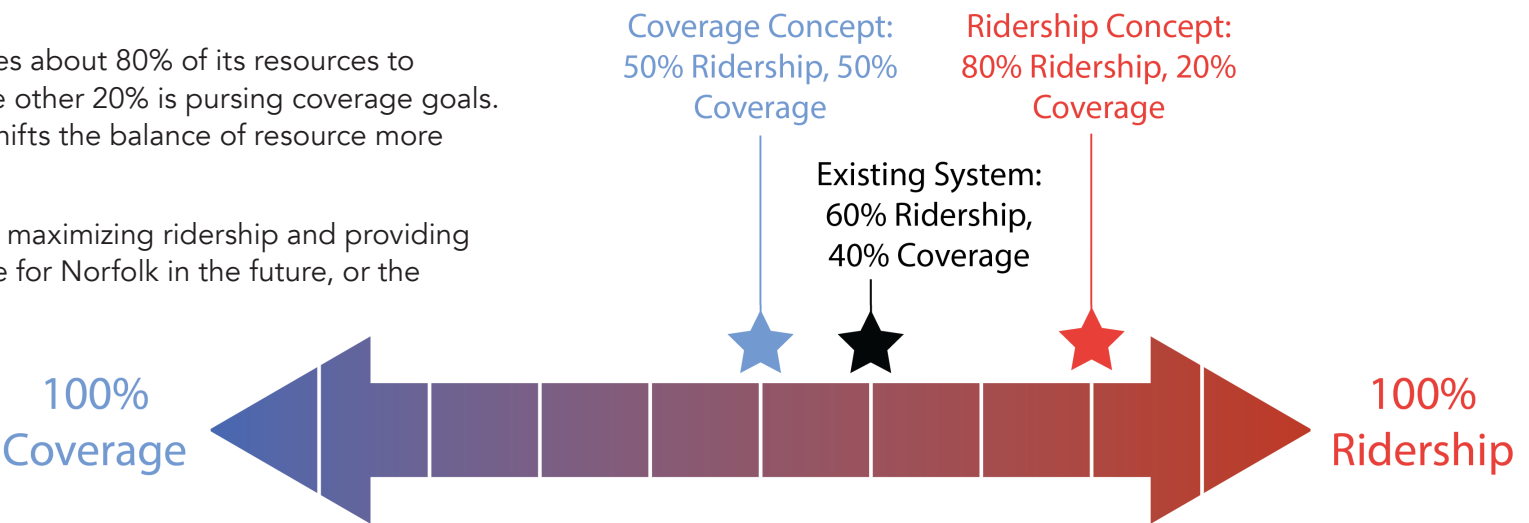 es about 80% of its resources to
e other 20% is pursing coverage goals.
hifts the balance of resource more
maximizing ridership and providing
e for Norfolk in the future, or the
Coverage Concept:
50% Ridership, 50%
Coverage
Ridership Concept:
80% Ridership, 20%
Coverage
Existing System:
60% Ridership,
40% Coverage
100%
Coverage
100%
Ridership